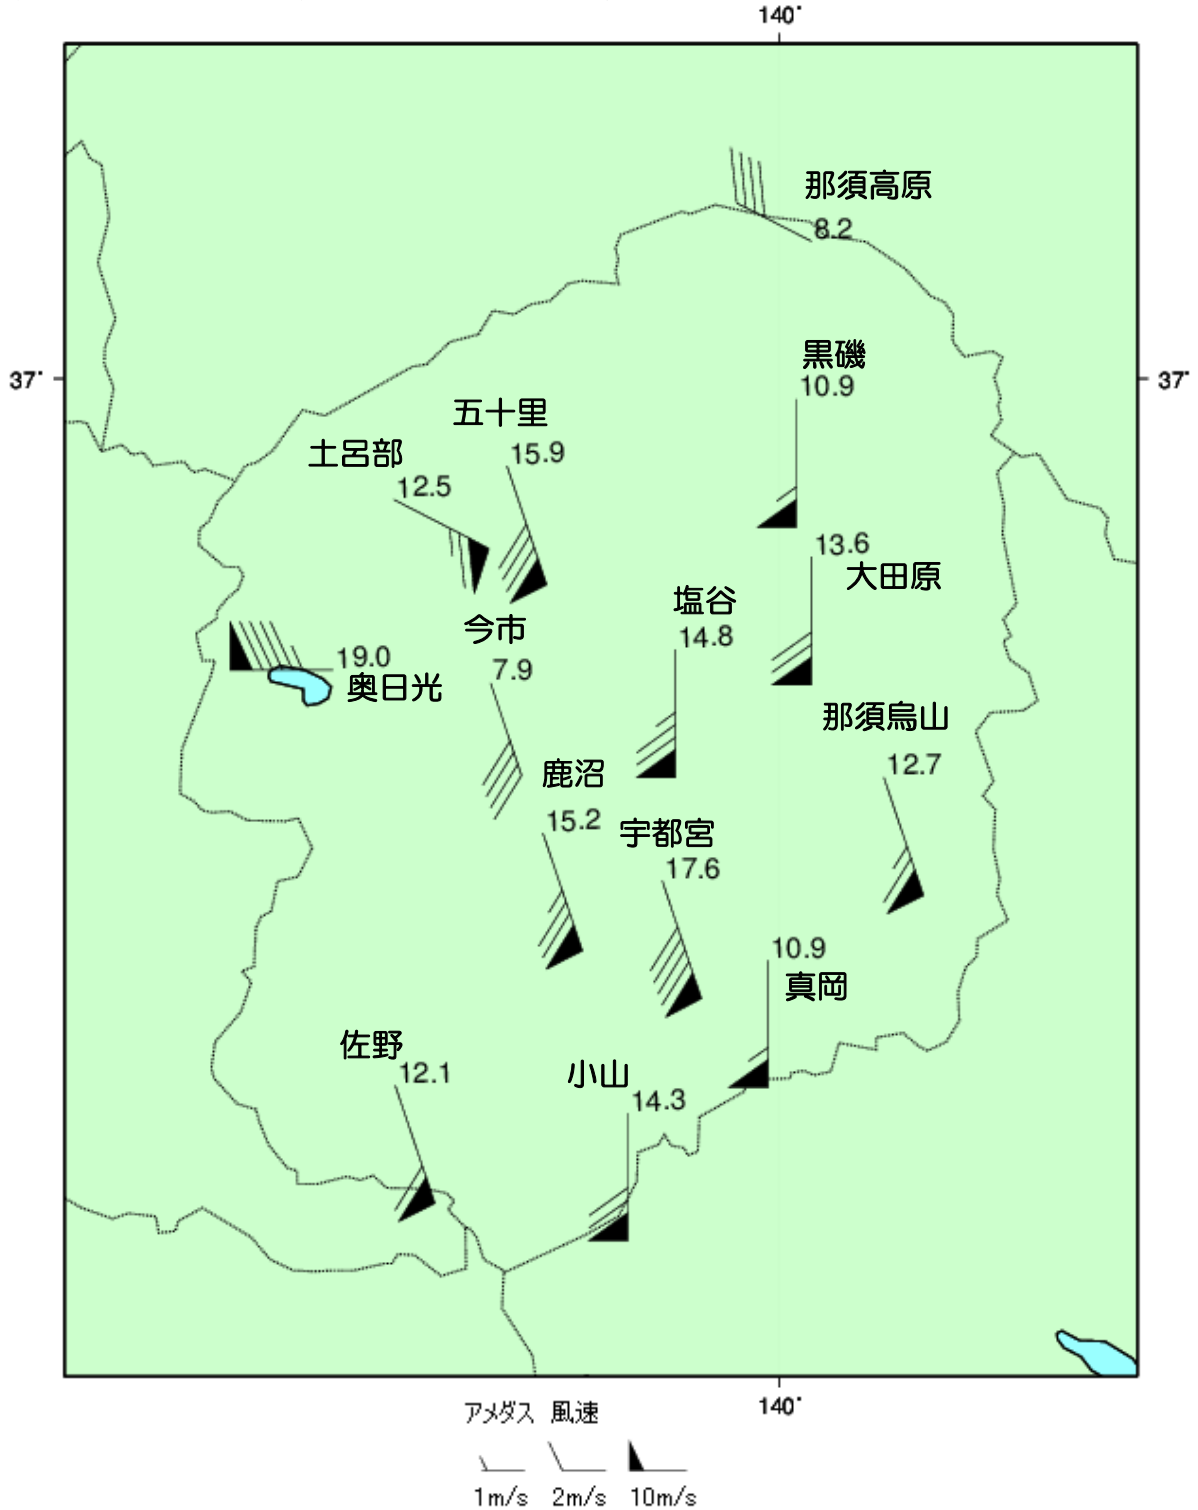 140°
那須高原
8.2
黒磯
37°
37°
10.9
五十里
土呂部
15.9
12.5
13.6
大田原
塩谷
今市
14.8
19.0
7.9
奥日光
那須烏山
12.7
鹿沼
15.2
宇都宮
17.6
10.9
真岡
佐野
12.1
小山
14.3
140°
アメダス 風速
1m/s 2m/s 10m/s